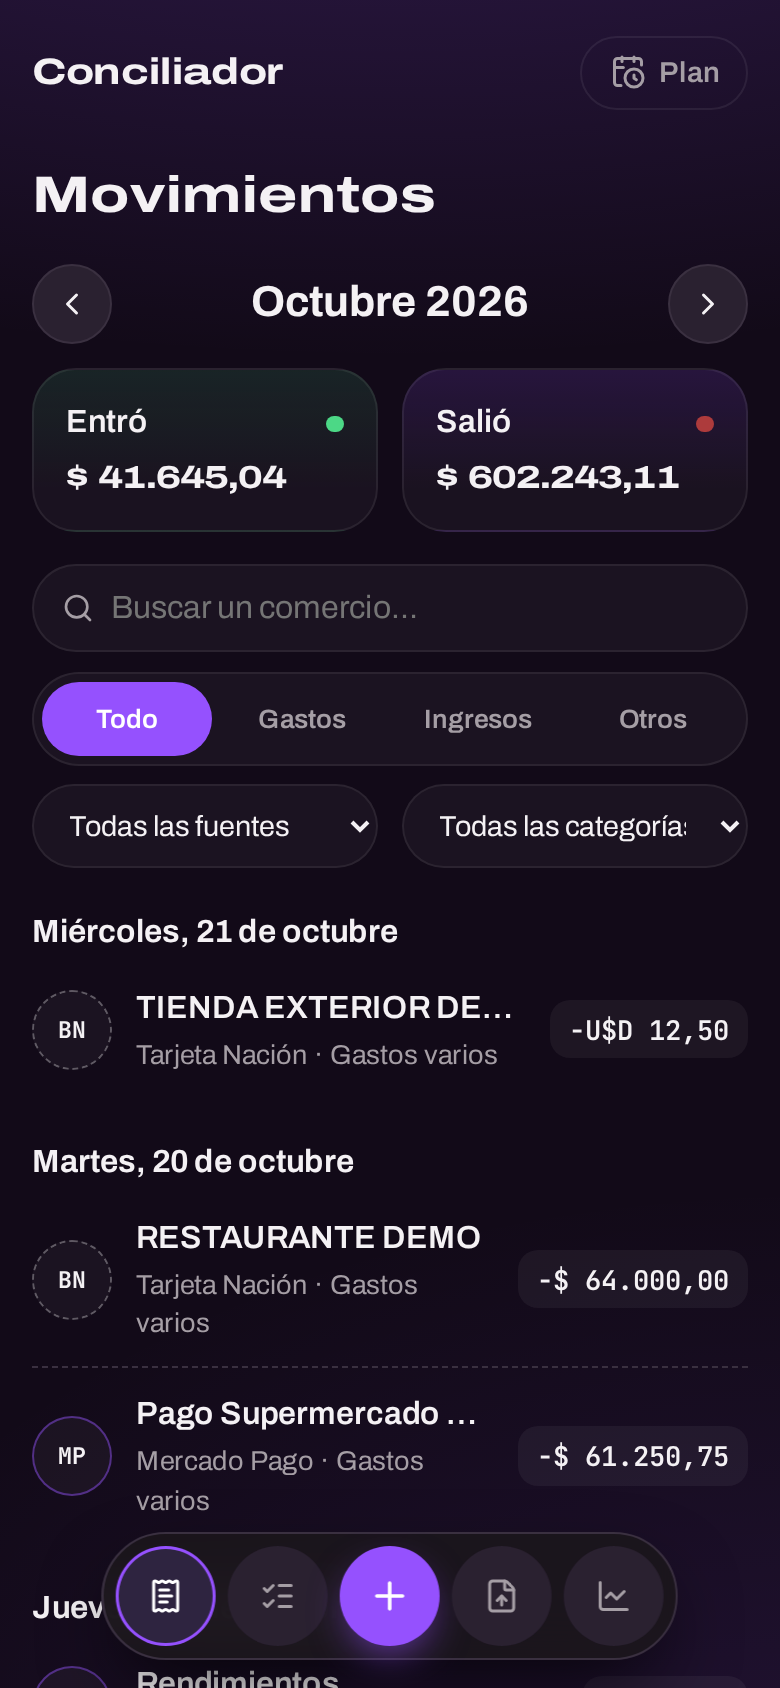 Conciliador
Plan
Movimientos
Octubre 2026
Entró
$ 41.645,04
Salió
$ 602.243,11
Buscar un comercio...
Todo
Gastos
Ingresos
Otros
Todas las fuentes
Todas las categorías
Miércoles, 21 de octubre
BN
TIENDA EXTERIOR DE...
Tarjeta Nación · Gastos varios
-U$D 12,50
Martes, 20 de octubre
BN
RESTAURANTE DEMO
Tarjeta Nación · Gastos
varios
-$ 64.000,00
MP
Pago Supermercado ...
Mercado Pago · Gastos
varios
-$ 61.250,75
Juev
Rendimientos